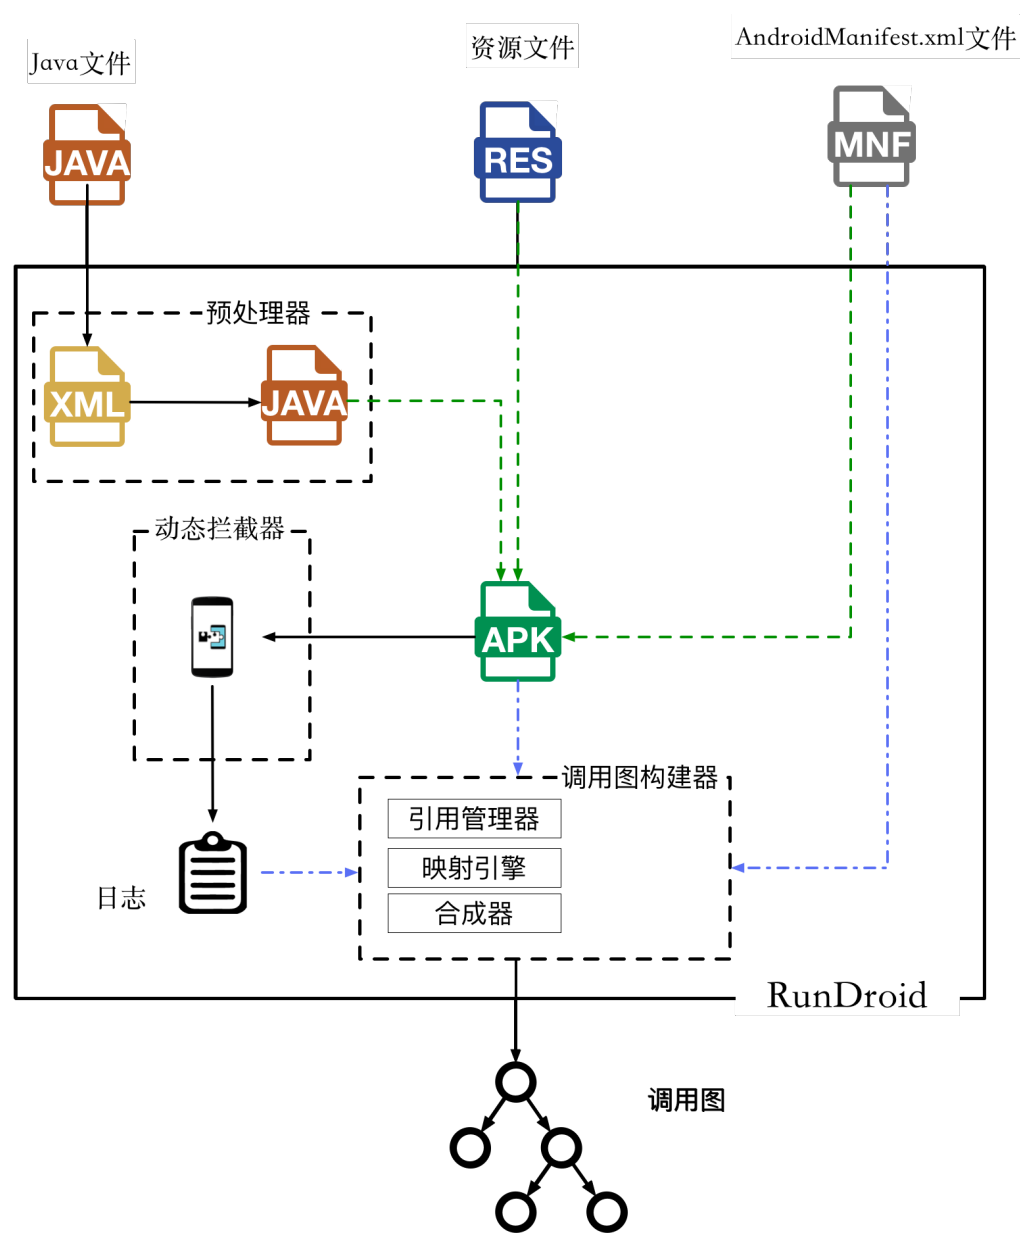 Java文件
资源文件
AndroidManifest.xml文件
JAVA
RES
MNF
预处理器
XML
JAVA
动态拦截器
APK
调用图构建器
引用管理器
映射引擎
合成器
日志
RunDroid
调用图